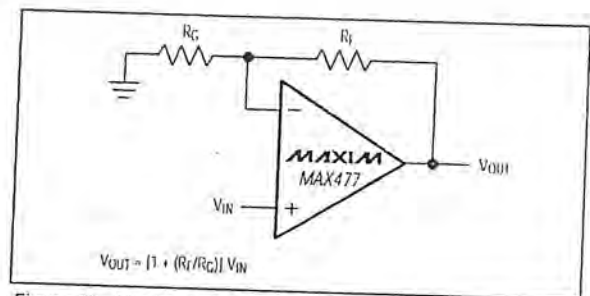 RG
RF
MAXIM
MAX477
VOUT
VIN
VOUT = [1 + (RF/RG)] VIN